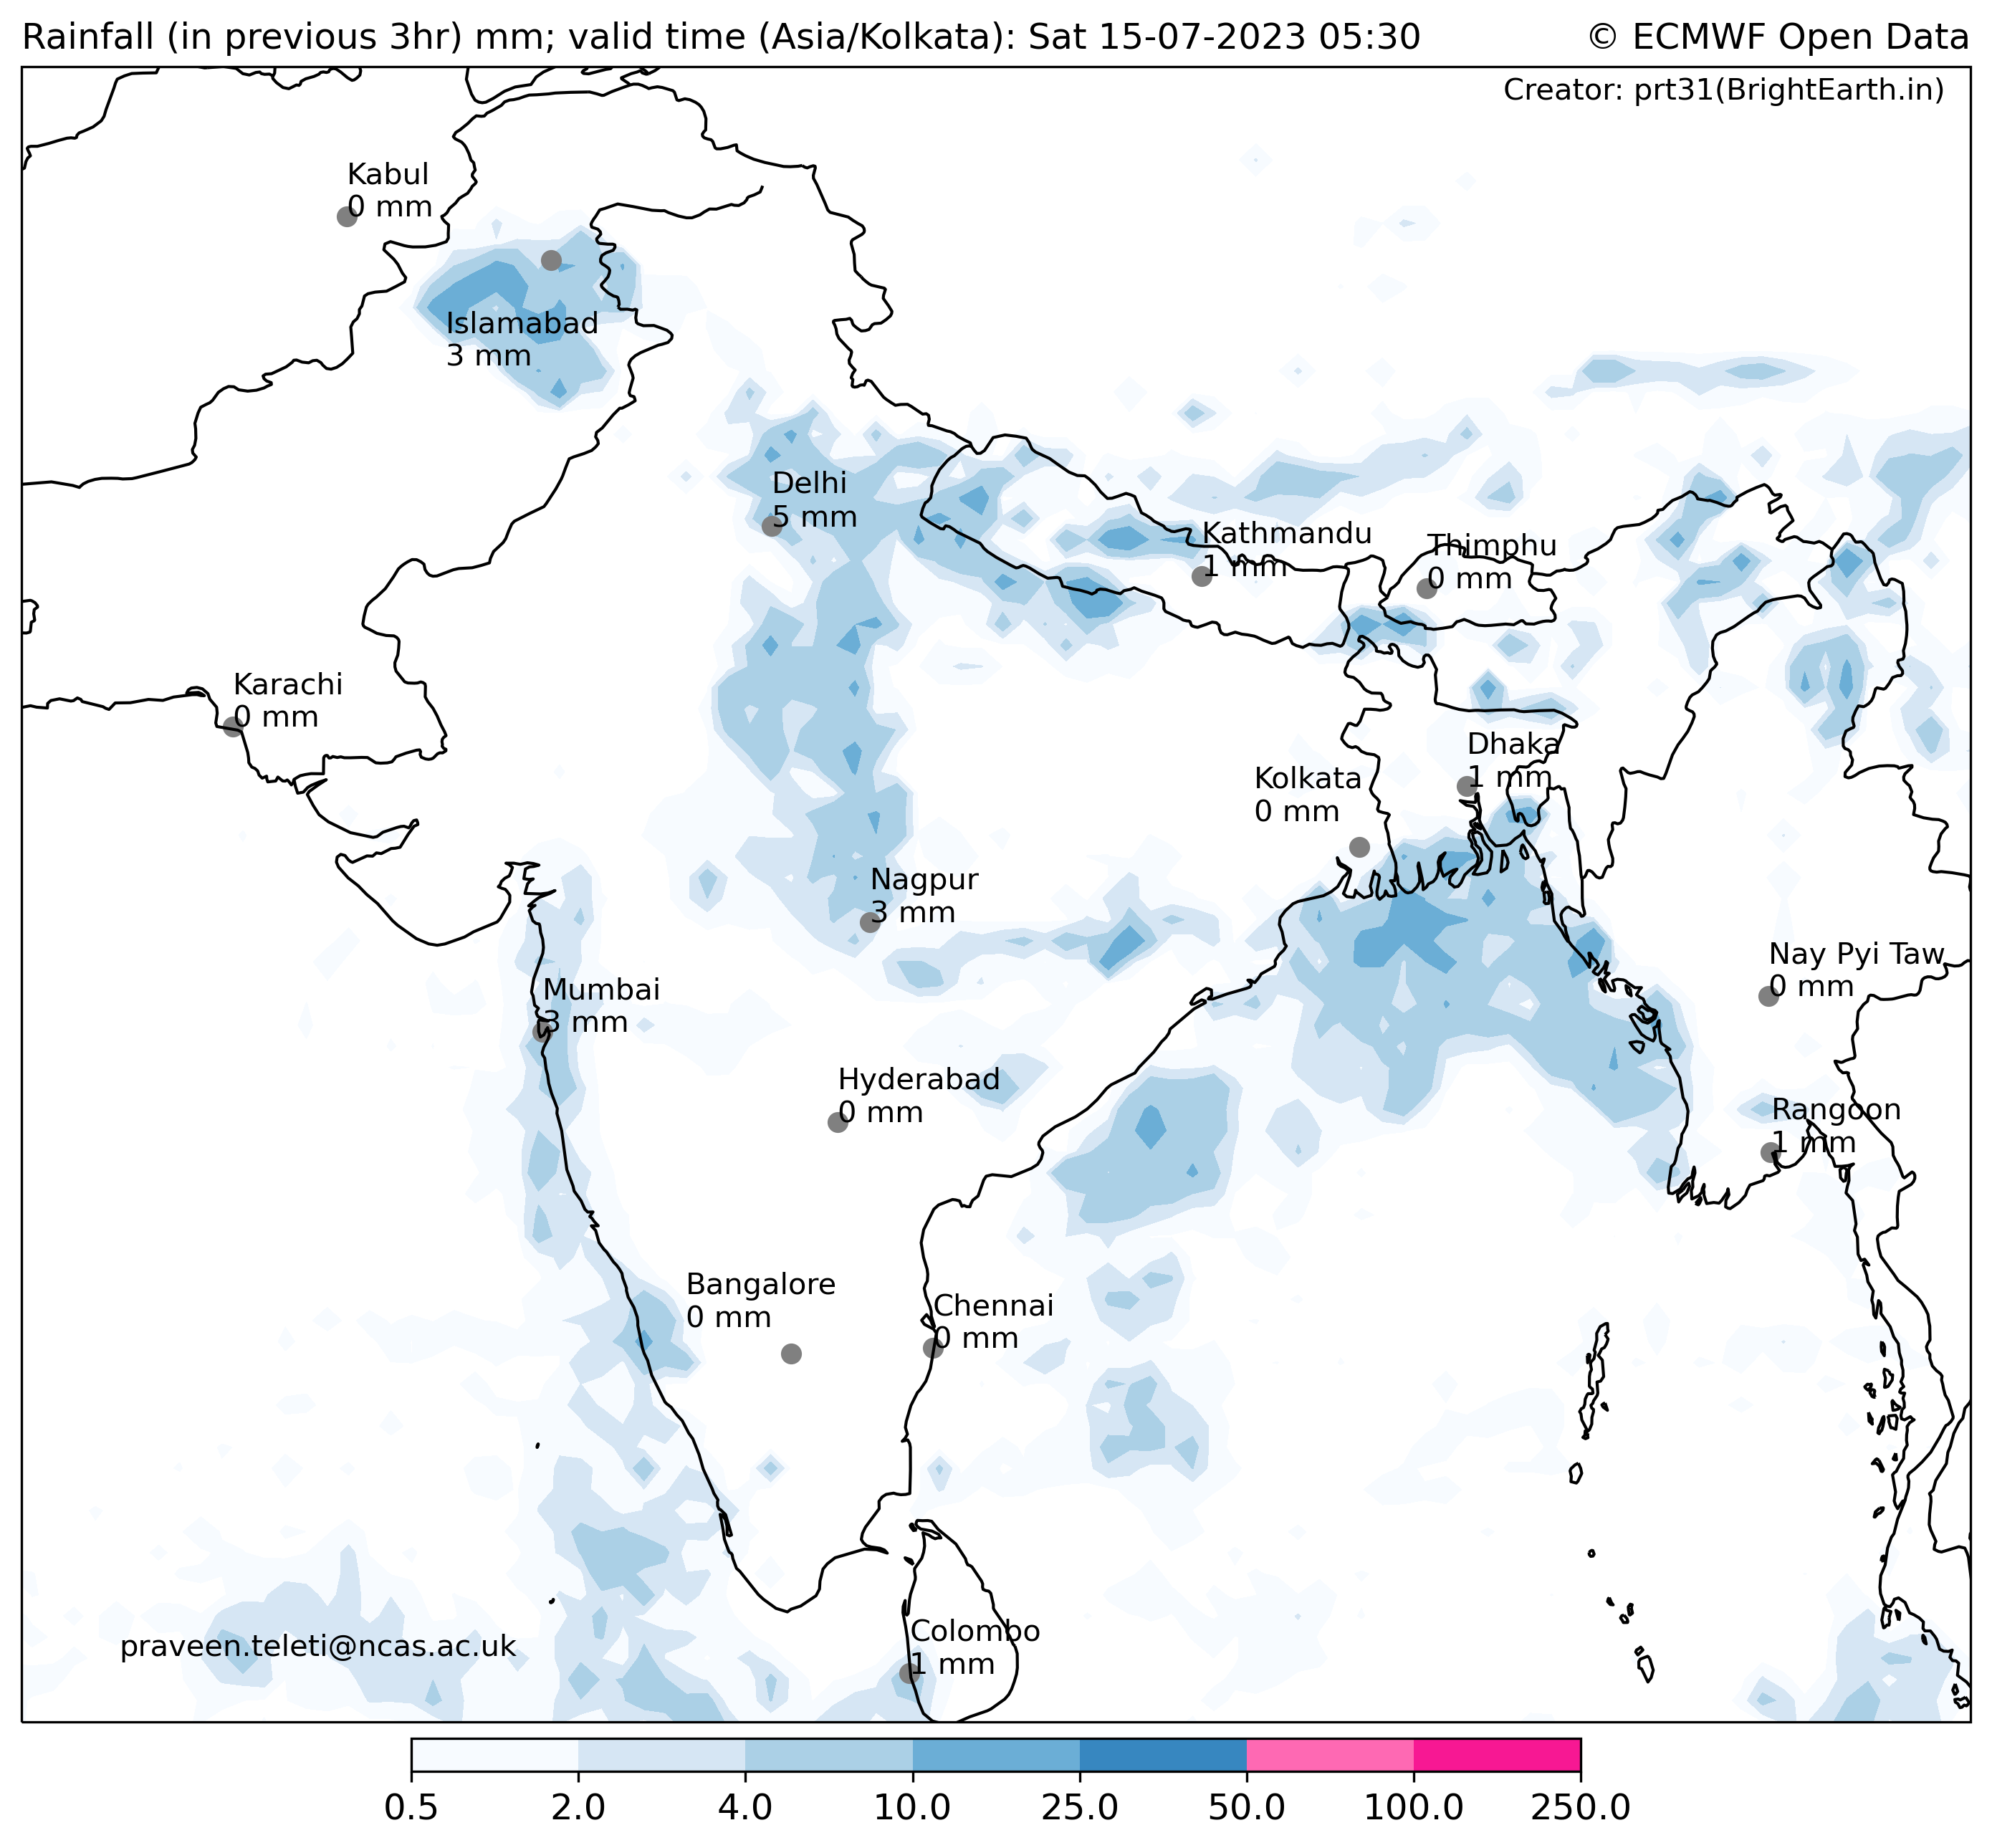 Rainfall (in previous 3hr) mm; valid time (Asia/Kolkata): Sat 15-07-2023 05:30
© ECMWF Open Data
Creator: prt31(BrightEarth.in)
Kabul
0 mm
Islamabad
3 mm
Delhi
5 mm
Kathmandu
1 mm
Thimphu
0 mm
Karachi
0 mm
Dhaka
1 mm
Kolkata
0 mm
Nagpur
3 mm
Nay Pyi Taw
0 mm
Mumbai
3 mm
Hyderabad
0 mm
Rangoon
1 mm
Bangalore
0 mm
Chennai
0 mm
Colombo
1 mm
praveen.teleti@ncas.ac.uk
0.5 2.0 4.0 10.0 25.0 50.0 100.0 250.0